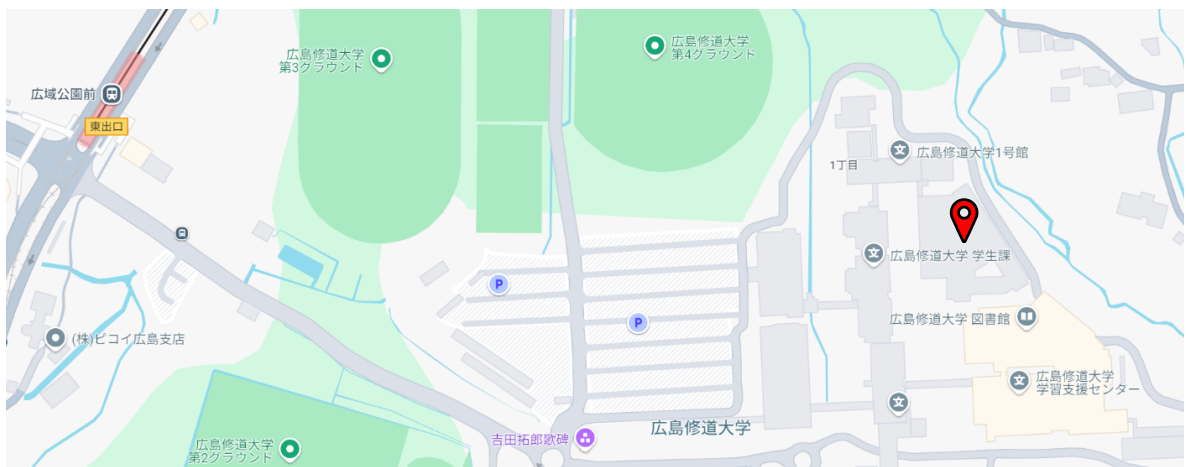 広島修道大学
第3グラウンド
広島修道大学
第4グラウンド
広域公園前
東出口
1丁目
広島修道大学1号館
広島修道大学 学生課
P
P
広島修道大学 図書館
(株)ビコイ広島支店
広島修道大学
学習支援センター
文
文
文
文
吉田拓郎歌碑
広島修道大学
広島修道大学
第2グラウンド